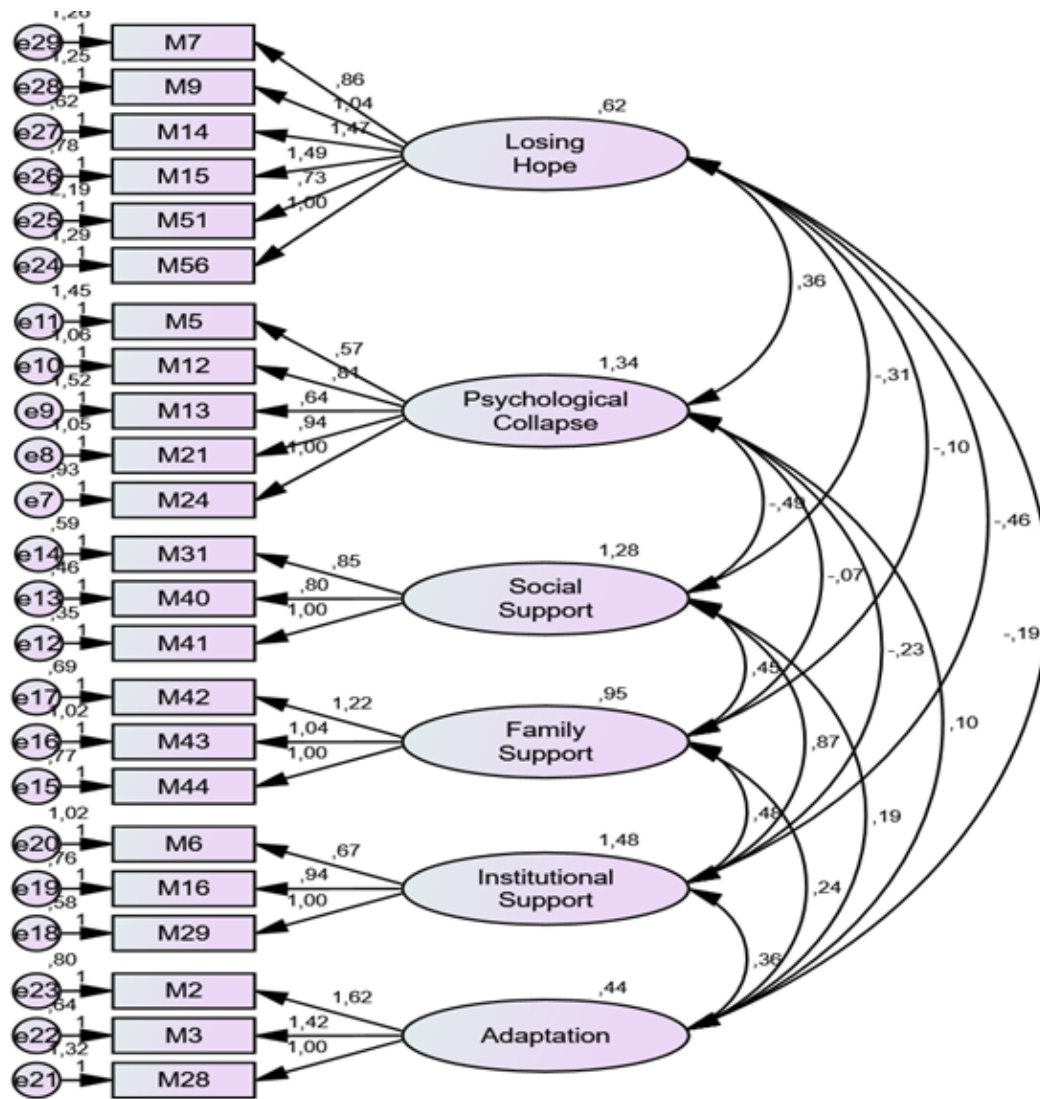 1,26
e29 1 M7
1,25
e28 1 M9
,62
e27 1 M14
,78
e26 1 M15
2,19
e25 1 M51
1,29
e24 1 M56
,86
1,04
1,47
1,49
,73
1,00
,62
Losing
Hope
1,45
e11 1 M5
1,06
e10 1 M12
1,52
e9 1 M13
1,05
e8 1 M21
,93
e7 1 M24
,57
,81
,64
,94
1,00
1,34
Psychological
Collapse
,59
e14 1 M31
,46
e13 1 M40
,35
e12 1 M41
,85
,80
1,00
1,28
Social
Support
,69
e17 1 M42
1,02
e16 1 M43
,77
e15 1 M44
1,22
1,04
1,00
,95
Family
Support
1,02
e20 1 M6
,76
e19 1 M16
,58
e18 1 M29
,67
,94
1,00
1,48
Institutional
Support
,80
e23 1 M2
,64
e22 1 M3
1,32
e21 1 M28
1,62
1,42
1,00
,44
Adaptation
,36
-,31
-,10
-,46
-,19
-,49
-,07
-,23
,10
,45
,87
,19
,48
,24
,36